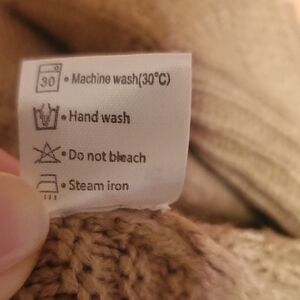 30 • Machine wash(30°C)
• Hand wash
• Do not bleach
• Steam iron